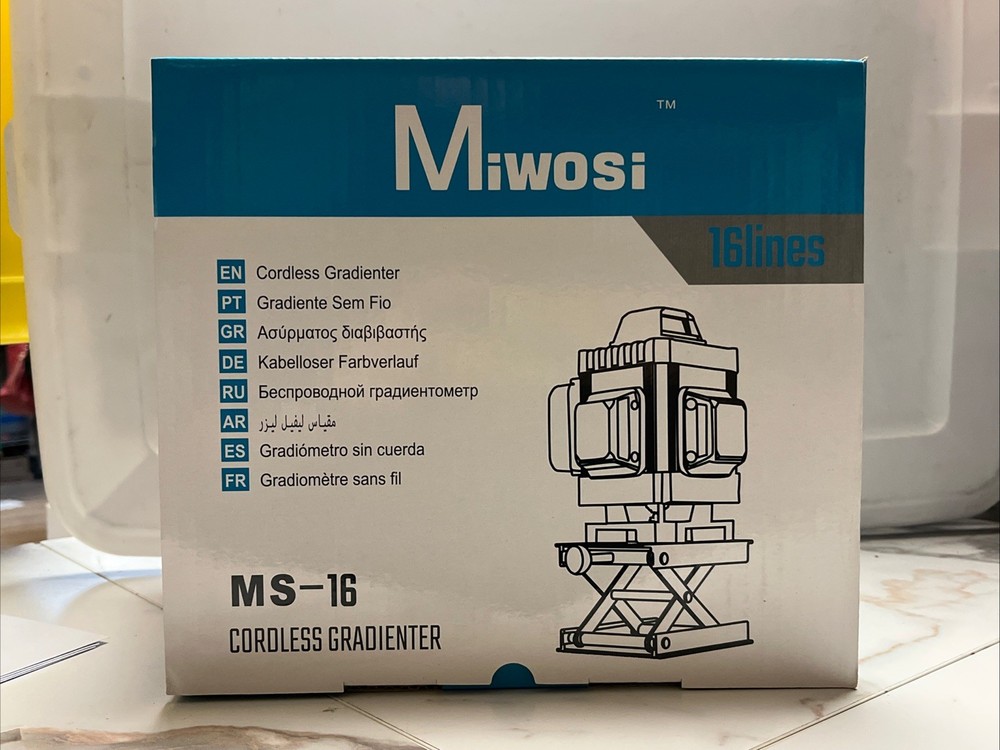 Miwosi ™
16lines
EN Cordless Gradienter
PT Gradiente Sem Fio
GR Ασύρματος διαβιβαστής
DE Kabelloser Farbverlauf
RU Беспроводной градиентометр
AR مقياس ليفيل ليزر
ES Gradiómetro sin cuerda
FR Gradiomètre sans fil
MS-16
CORDLESS GRADIENTER